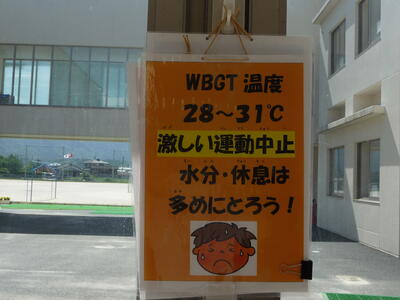 WBGT 温度
28～31℃
激しい運動中止
水分・休息は
多めにとろう！